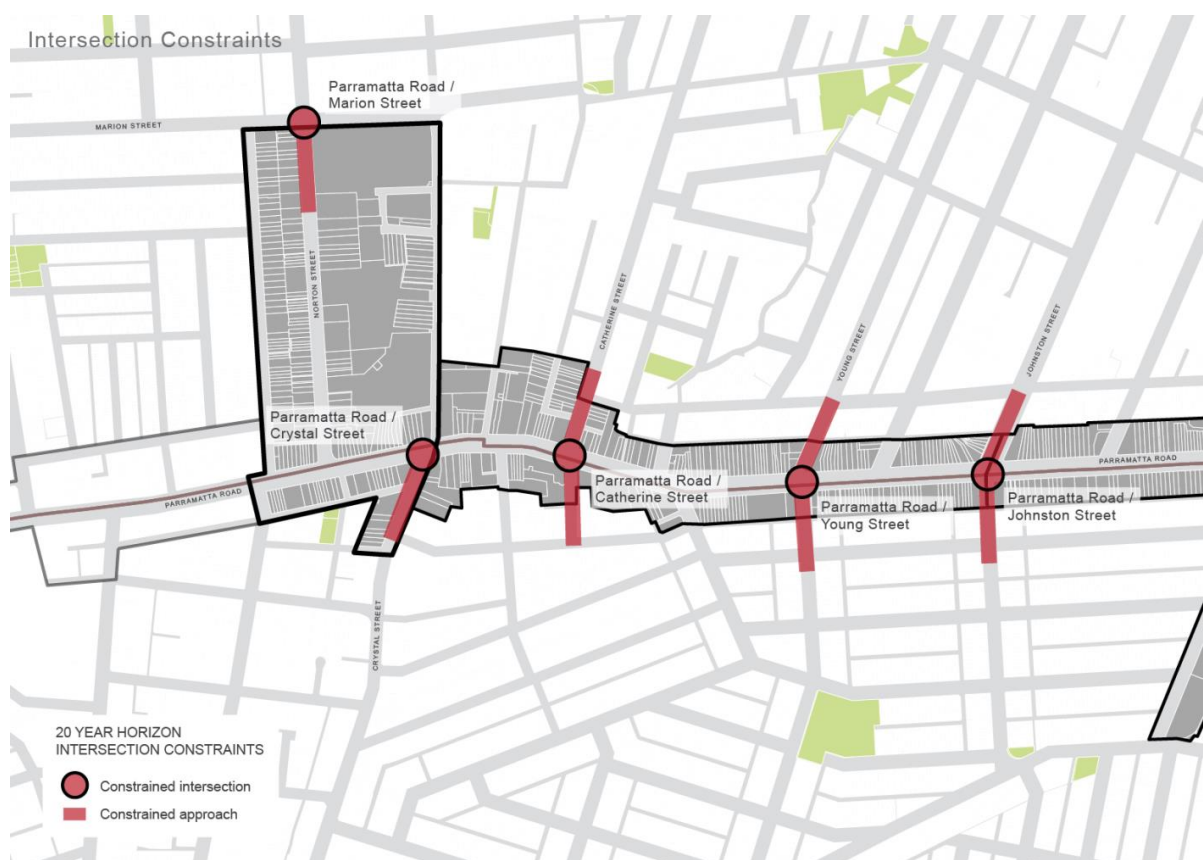 Intersection Constraints
Parramatta Road /
Marion Street
MARION STREET
NORTON STREET
CATHERINE STREET
YOUNG STREET
JOHNSTON STREET
Parramatta Road /
Crystal Street
PARRAMATTA ROAD
PARRAMATTA ROAD
Parramatta Road /
Catherine Street
Parramatta Road /
Young Street
Parramatta Road /
Johnston Street
CRYSTAL STREET
20 YEAR HORIZON
INTERSECTION CONSTRAINTS
Constrained intersection
Constrained approach